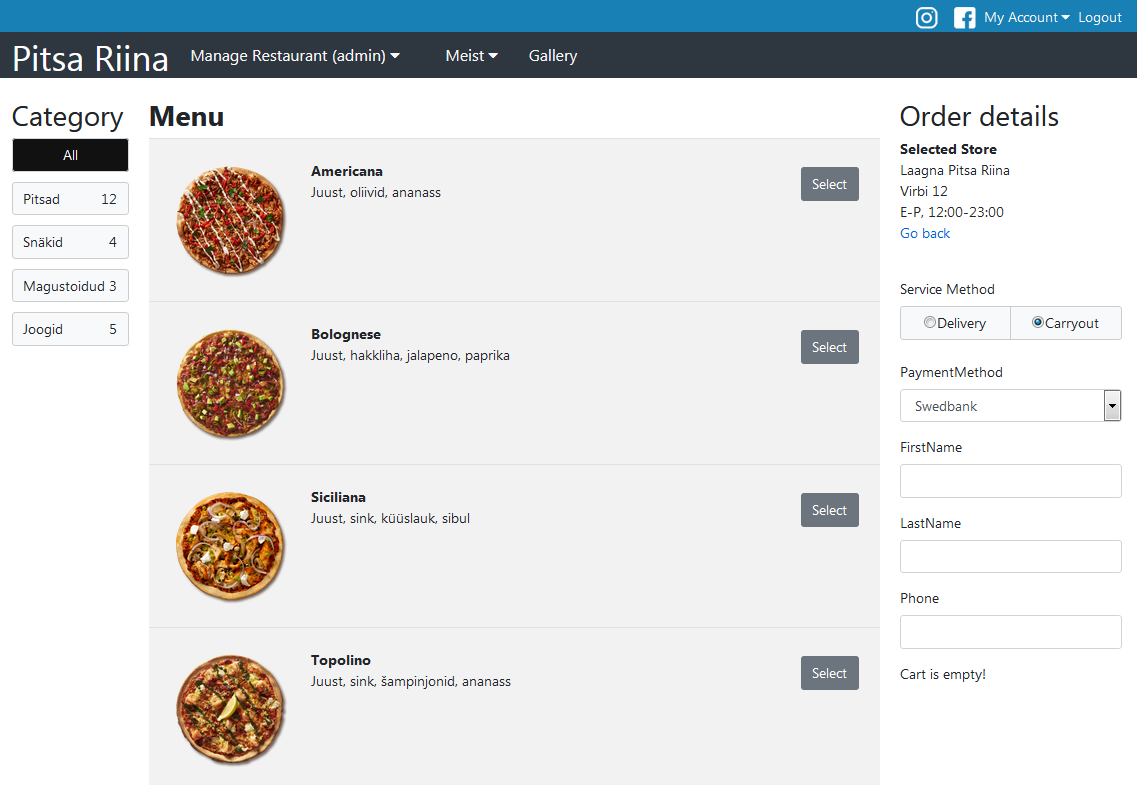 My Account Logout
Pitsa Riina Manage Restaurant (admin) Meist Gallery
Category
All
Pitsad 12
Snäkid 4
Magustoidud 3
Joogid 5
Menu
Americana
Juust, oliivid, ananass
Select
Bolognese
Juust, hakkliha, jalapeno, paprika
Select
Siciliana
Juust, sink, küüslauk, sibul
Select
Topolino
Juust, sink, šampinjonid, ananass
Select
Order details
Selected Store
Laagna Pitsa Riina
Virbi 12
E-P, 12:00-23:00
Go back
Service Method
Delivery Carryout
PaymentMethod
Swedbank
FirstName
LastName
Phone
Cart is empty!